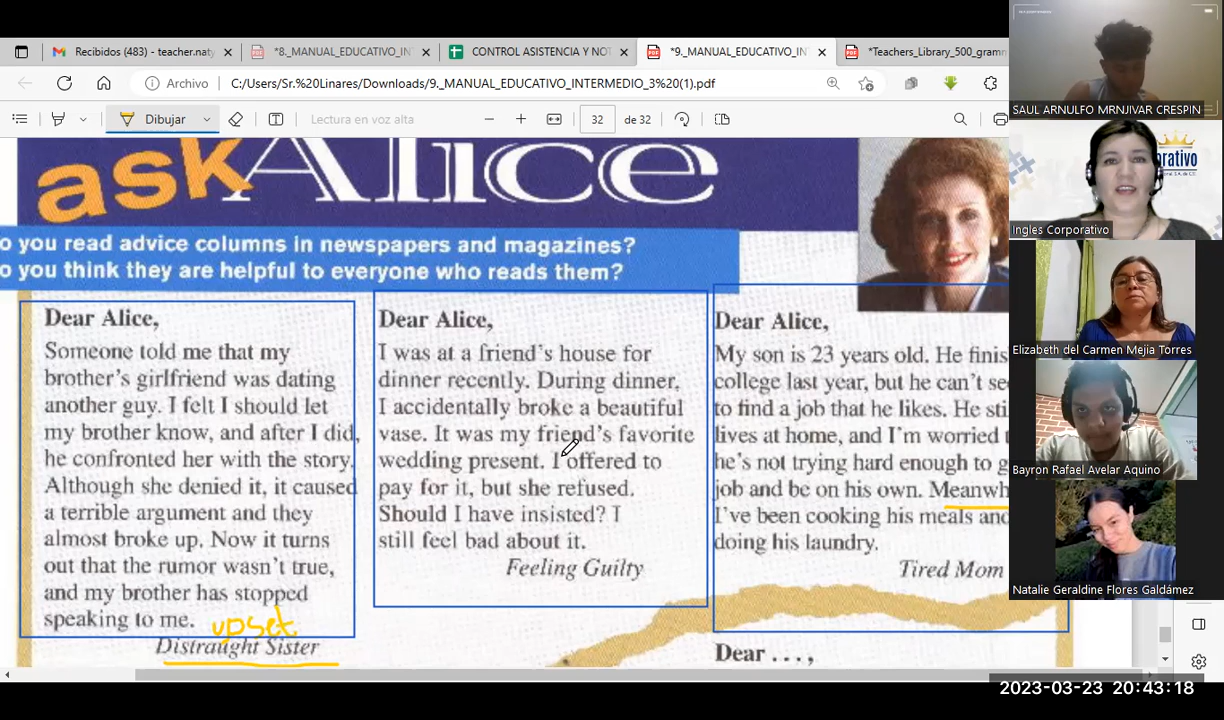 Recibidos (483) - teacher.nat
*8._MANUAL_EDUCATIVO_IN
CONTROL ASISTENCIA Y NOT
*9._MANUAL_EDUCATIVO_IN
*Teachers_Library_500_gramm
Archivo
C:/Users/Sr.%20Linares/Downloads/9._MANUAL_EDUCATIVO_INTERMEDIO_3%20(1).pdf
Dibujar
Lectura en voz alta
32
de 32
ask Alice
o you read advice columns in newspapers and magazines?
o you think they are helpful to everyone who reads them?
Dear Alice,
Someone told me that my
brother's girlfriend was dating
another guy. I felt I should let
my brother know, and after I did,
he confronted her with the story.
Although she denied it, it caused
a terrible argument and they
almost broke up. Now it turns
out that the rumor wasn't true,
and my brother has stopped
speaking to me.
upset
Distraught Sister
Dear Alice,
I was at a friend's house for
dinner recently. During dinner,
I accidentally broke a beautiful
vase. It was my friend's favorite
wedding present. I offered to
pay for it, but she refused.
Should I have insisted? I
still feel bad about it.
Feeling Guilty
Dear Alice,
My son is 23 years old. He finis
college last year, but he can't se
to find a job that he likes. He sti
lives at home, and I'm worried t
he's not trying hard enough to g
job and be on his own. Meanwh
I've been cooking his meals and
doing his laundry.
Tired Mom
Dear . . . ,
SAUL ARNULFO MRNJIVAR CRESPIN
porativo
Ingles Corporativo
Elizabeth del Carmen Mejia Torres
Bayron Rafael Avelar Aquino
Natalie Geraldine Flores Galdámez
2023-03-23 20:43:18